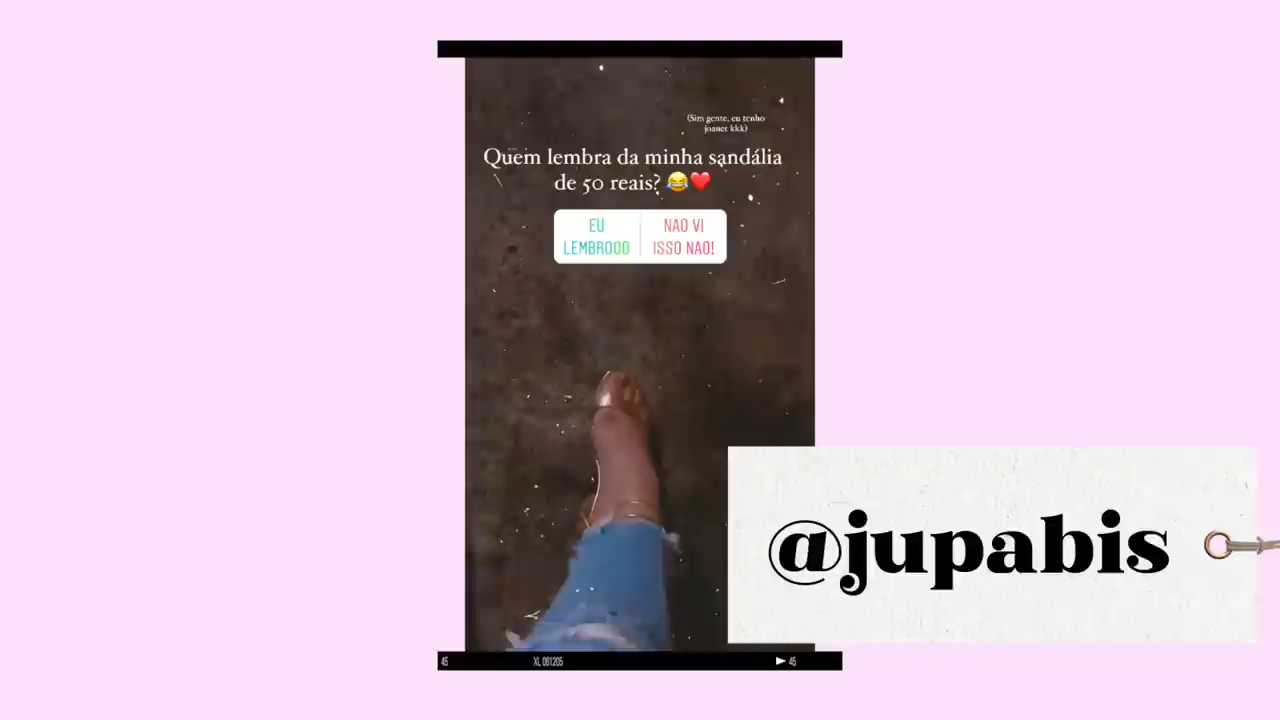 (Sim gente, eu tenho
joanet kkk)
Quem lembra da minha sandália
de 50 reais? 😂❤️
EU
LEMBROOO
NAO VI
ISSO NAO!
@jupabis
45
XL 081205
45